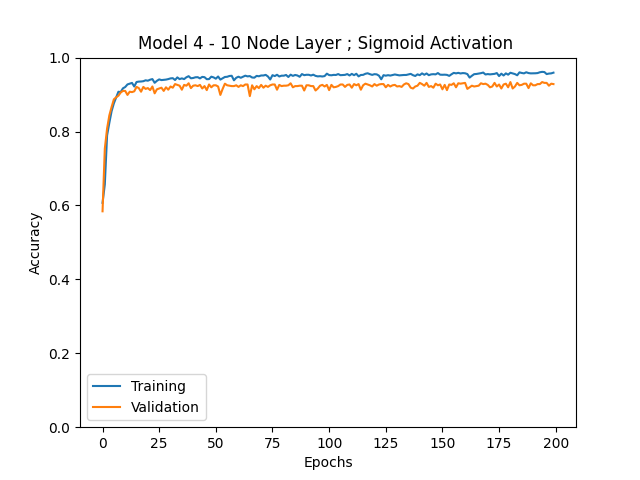 Model 4 - 10 Node Layer ; Sigmoid Activation
1.0
0.8
0.6
0.4
0.2
0.0
Accuracy
Training
Validation
0 25 50 75 100 125 150 175 200
Epochs